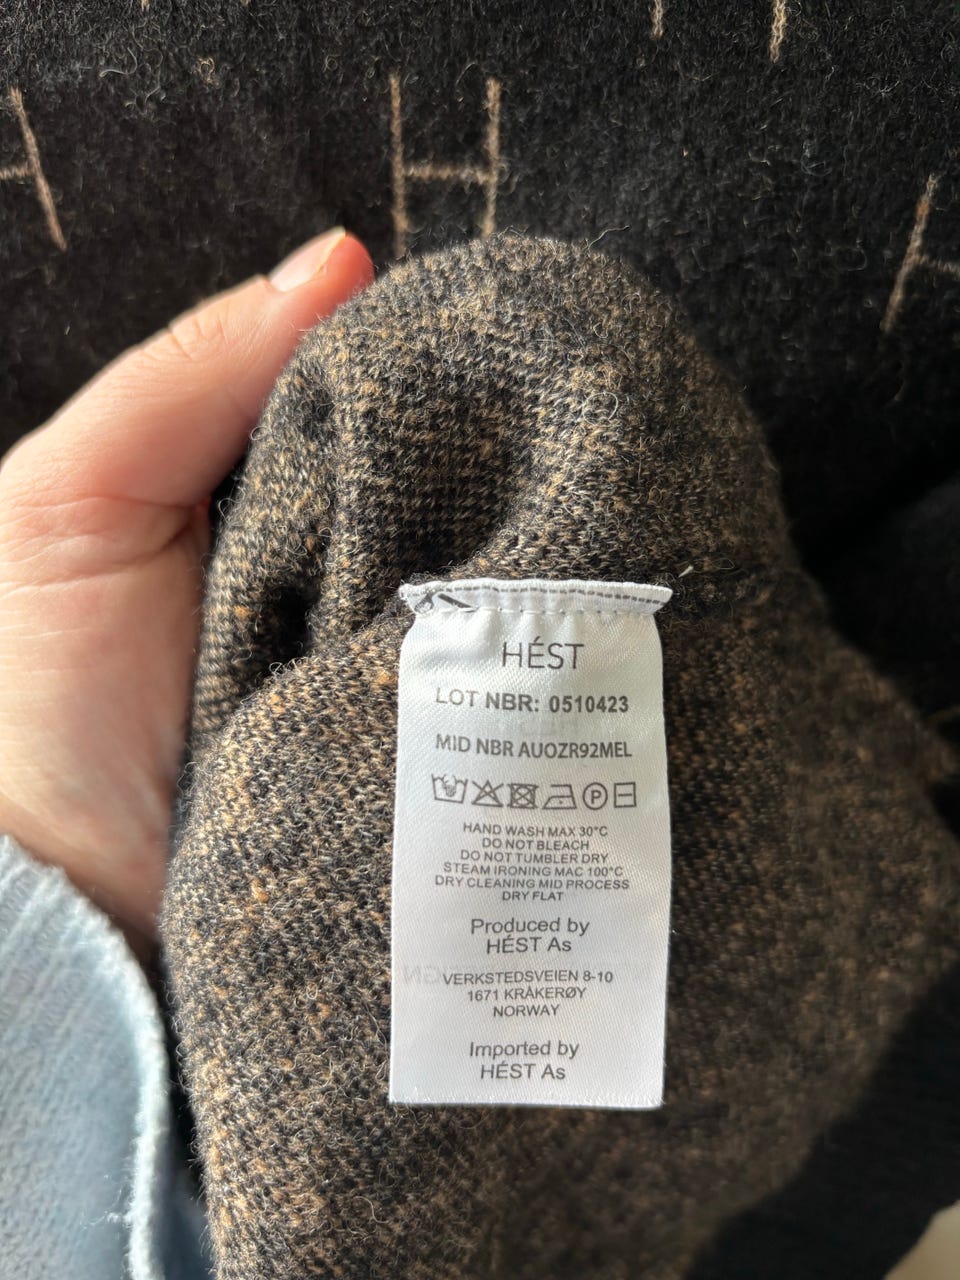 H
HÉST
LOT NBR: 0510423
MID NBR AUOZR92MEL
P
HAND WASH MAX 30°C
DO NOT BLEACH
DO NOT TUMBLER DRY
STEAM IRONING MAC 100°C
DRY CLEANING MID PROCESS
DRY FLAT
Produced by
HÉST As
VERKSTEDSVEIEN 8-10
1671 KRÅKERØY
NORWAY
Imported by
HÉST As